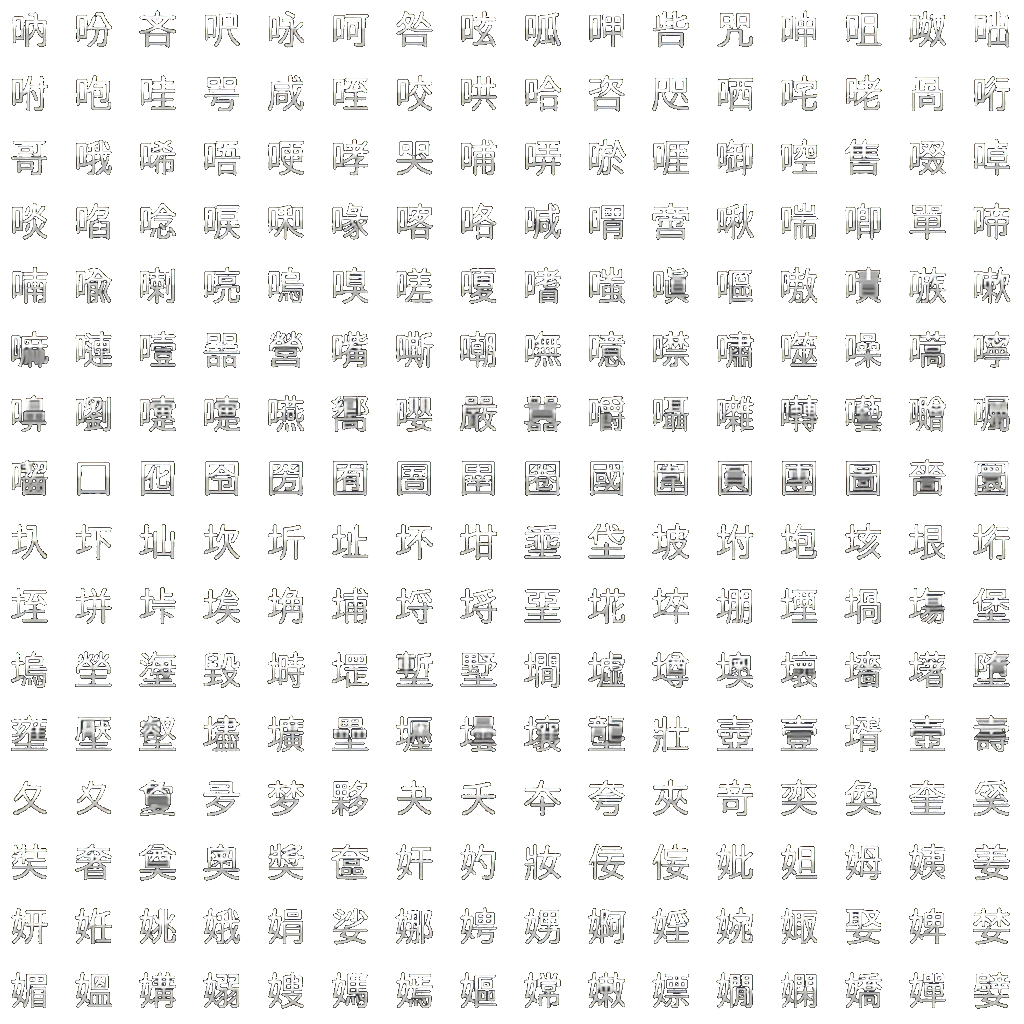 吶吩吝呎咏呵咎呟呱呷呰咒呻咀呶咄
咐咆哇咢咸咥咬哄哈咨咫哂咤咾咼哘
哥哦唏唔哽哮哭哺哢唹啀啣啌售啜啅
啖啗唸唳啝喙喀咯喊喟啻啾喘喞單啼
喃喩喇喨嗚嗅嗟嗄嗜嗤嗔嘔嗷嘖嗾嗽
嘛嗹噎噐營嘴嘶嘲嘸噫噤嘯噬噪嚆嚀
嚊嚠嚔嚏嚥嚮嚶嚴囂嚼囁囃囀囈囎囑
囓囗囮囹圀囿圄圉圈國圍圓團圖嗇圜
圦圷圸坎圻址坏坩埀垈坡坿垉垓垠垳
垤垪垰埃埆埔埒埓堊埖埣堋堙堝塲堡
塢塋塰毀塒堽塹墅墹墟墫墺壞墻墸墮
壅壓壑壗壙壘壥壜壤壟壯壺壹壻壼壽
夂夊夐夛梦夥夬夭夲夸夾竒奕奐奎奚
奘奢奠奧奬奩奸妁妝佞侫妣妲姆姨姜
妍姙姚娥娟娑娜娉娚婀婬婉娵娶婢婪
媚媼媾嫋嫂媽嫣嫗嫦嫩嫖嫺嫻嬌嬋嬖